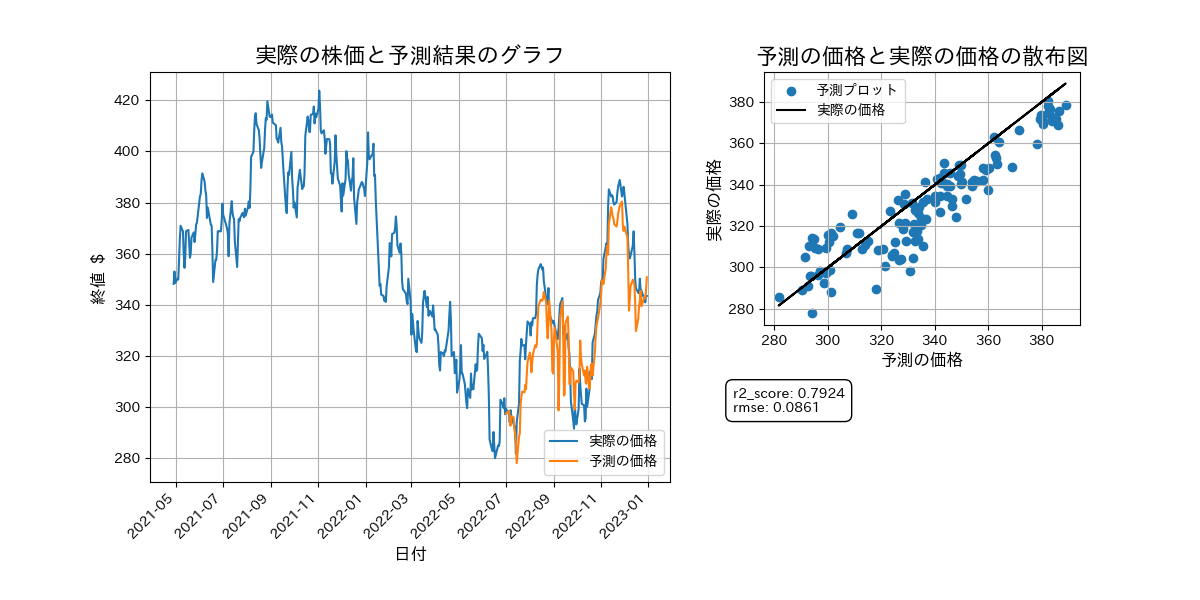 実際の株価と予測結果のグラフ
終値 $
420
400
380
360
340
320
300
280
2021-05
2021-07
2021-09
2021-11
2022-01
2022-03
2022-05
2022-07
2022-09
2022-11
2023-01
日付
実際の価格
予測の価格
予測の価格と実際の価格の散布図
予測プロット
実際の価格
実際の価格
380
360
340
320
300
280
280
300
320
340
360
380
予測の価格
r2_score: 0.7924
rmse: 0.0861